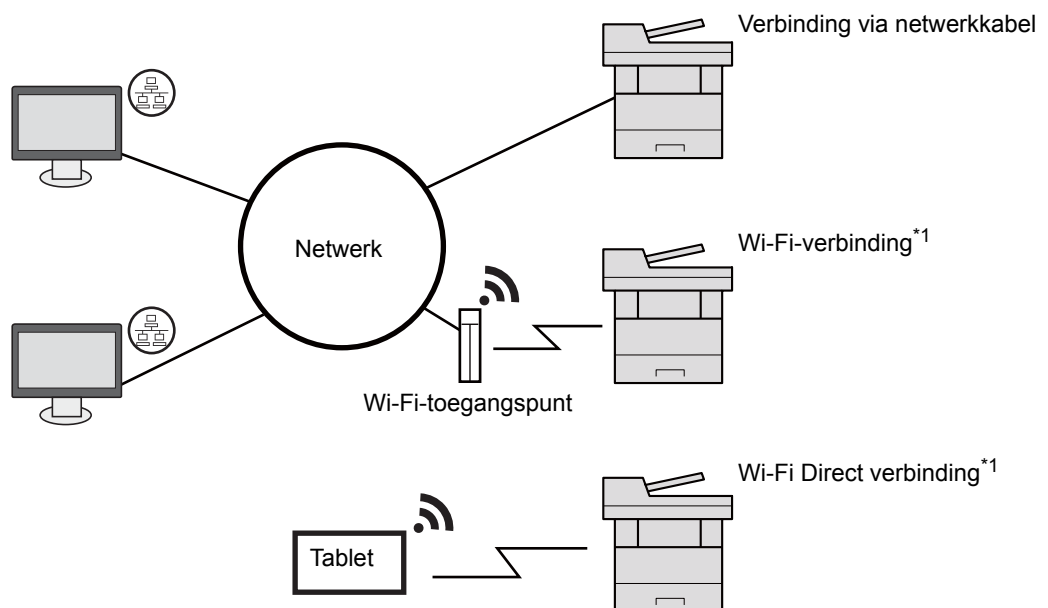 Verbinding via netwerkkabel
Netwerk
Wi-Fi-verbinding*1
Wi-Fi-toegangspunt
Wi-Fi Direct verbinding*1
Tablet